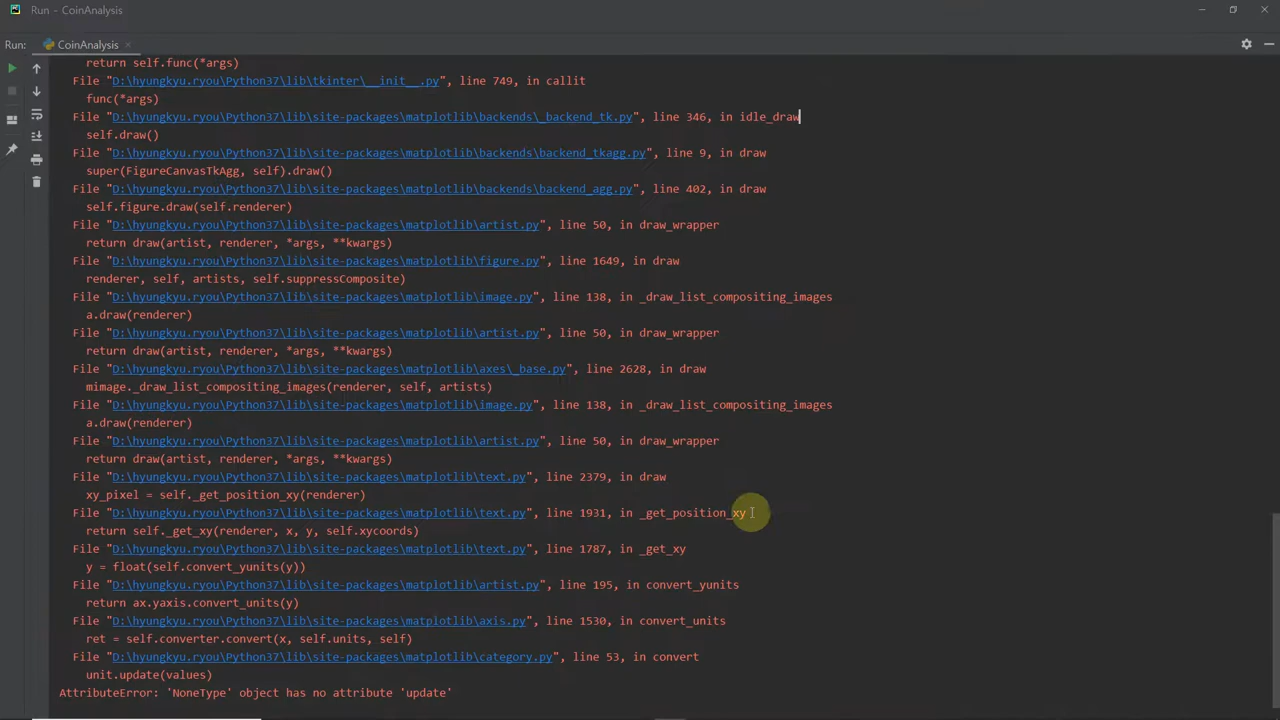 Run - CoinAnalysis
Run: CoinAnalysis
return self.func(*args)
File "D:\hyungkyu.ryou\Python37\lib\tkinter\__init__.py", line 749, in callit
func(*args)
File "D:\hyungkyu.ryou\Python37\lib\site-packages\matplotlib\backends\_backend_tk.py", line 346, in idle_draw
self.draw()
File "D:\hyungkyu.ryou\Python37\lib\site-packages\matplotlib\backends\backend_tkagg.py", line 9, in draw
super(FigureCanvasTkAgg, self).draw()
File "D:\hyungkyu.ryou\Python37\lib\site-packages\matplotlib\backends\backend_agg.py", line 402, in draw
self.figure.draw(self.renderer)
File "D:\hyungkyu.ryou\Python37\lib\site-packages\matplotlib\artist.py", line 50, in draw_wrapper
return draw(artist, renderer, *args, **kwargs)
File "D:\hyungkyu.ryou\Python37\lib\site-packages\matplotlib\figure.py", line 1649, in draw
renderer, self, artists, self.suppressComposite)
File "D:\hyungkyu.ryou\Python37\lib\site-packages\matplotlib\image.py", line 138, in _draw_list_compositing_images
a.draw(renderer)
File "D:\hyungkyu.ryou\Python37\lib\site-packages\matplotlib\artist.py", line 50, in draw_wrapper
return draw(artist, renderer, *args, **kwargs)
File "D:\hyungkyu.ryou\Python37\lib\site-packages\matplotlib\axes\_base.py", line 2628, in draw
mimage._draw_list_compositing_images(renderer, self, artists)
File "D:\hyungkyu.ryou\Python37\lib\site-packages\matplotlib\image.py", line 138, in _draw_list_compositing_images
a.draw(renderer)
File "D:\hyungkyu.ryou\Python37\lib\site-packages\matplotlib\artist.py", line 50, in draw_wrapper
return draw(artist, renderer, *args, **kwargs)
File "D:\hyungkyu.ryou\Python37\lib\site-packages\matplotlib\text.py", line 2379, in draw
xy_pixel = self._get_position_xy(renderer)
File "D:\hyungkyu.ryou\Python37\lib\site-packages\matplotlib\text.py", line 1931, in _get_position_xy
return self._get_xy(renderer, x, y, self.xycoords)
File "D:\hyungkyu.ryou\Python37\lib\site-packages\matplotlib\text.py", line 1787, in _get_xy
y = float(self.convert_yunits(y))
File "D:\hyungkyu.ryou\Python37\lib\site-packages\matplotlib\artist.py", line 195, in convert_yunits
return ax.yaxis.convert_units(y)
File "D:\hyungkyu.ryou\Python37\lib\site-packages\matplotlib\axis.py", line 1530, in convert_units
ret = self.converter.convert(x, self.units, self)
File "D:\hyungkyu.ryou\Python37\lib\site-packages\matplotlib\category.py", line 53, in convert
unit.update(values)
AttributeError: 'NoneType' object has no attribute 'update'